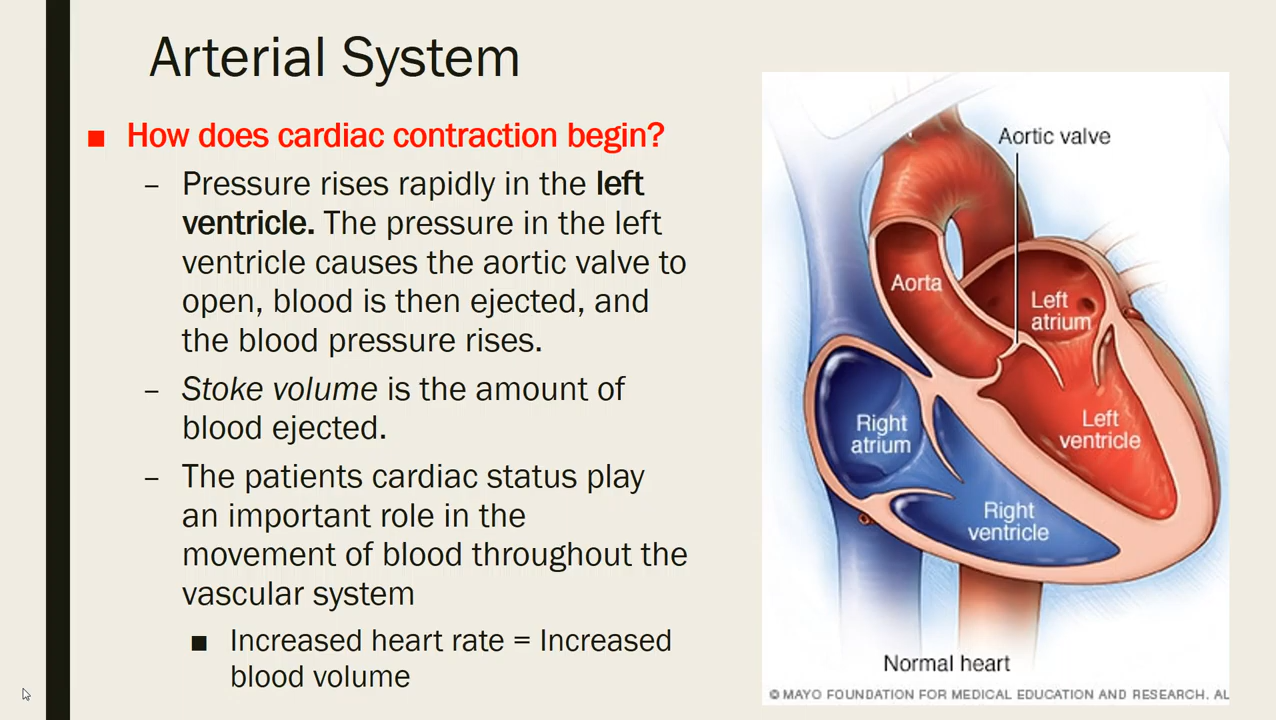 Arterial System
■ How does cardiac contraction begin?
– Pressure rises rapidly in the left
ventricle. The pressure in the left
ventricle causes the aortic valve to
open, blood is then ejected, and
the blood pressure rises.
– Stoke volume is the amount of
blood ejected.
– The patients cardiac status play
an important role in the
movement of blood throughout the
vascular system
■ Increased heart rate = Increased
blood volume
Aortic valve
Aorta
Left
atrium
Right
atrium
Left
ventricle
Right
ventricle
Normal heart
© MAYO FOUNDATION FOR MEDICAL EDUCATION AND RESEARCH. AL